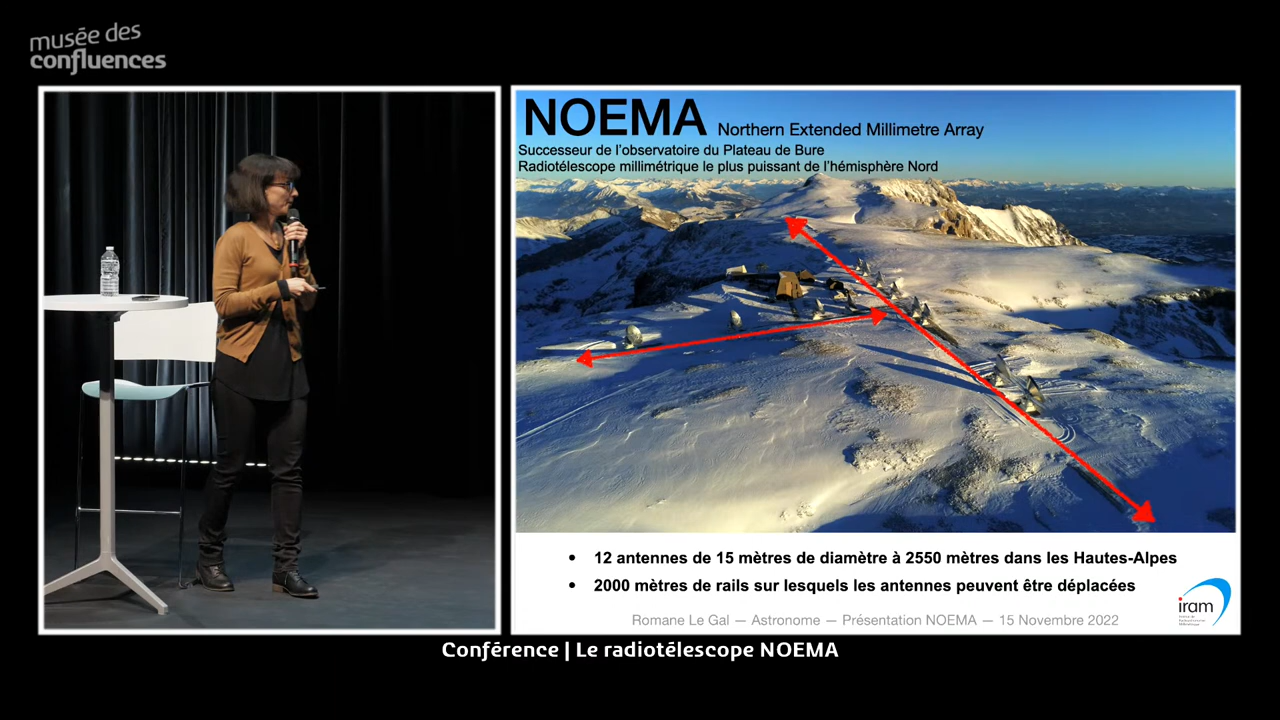 musée des
confluences
NOEMA Northern Extended Millimetre Array
Successeur de l'observatoire du Plateau de Bure
Radiotélescope millimétrique le plus puissant de l'hémisphère Nord
• 12 antennes de 15 mètres de diamètre à 2550 mètres dans les Hautes-Alpes
• 2000 mètres de rails sur lesquels les antennes peuvent être déplacées
iram
Romane Le Gal — Astronome — Présentation NOEMA — 15 Novembre 2022
Conférence | Le radiotélescope NOEMA